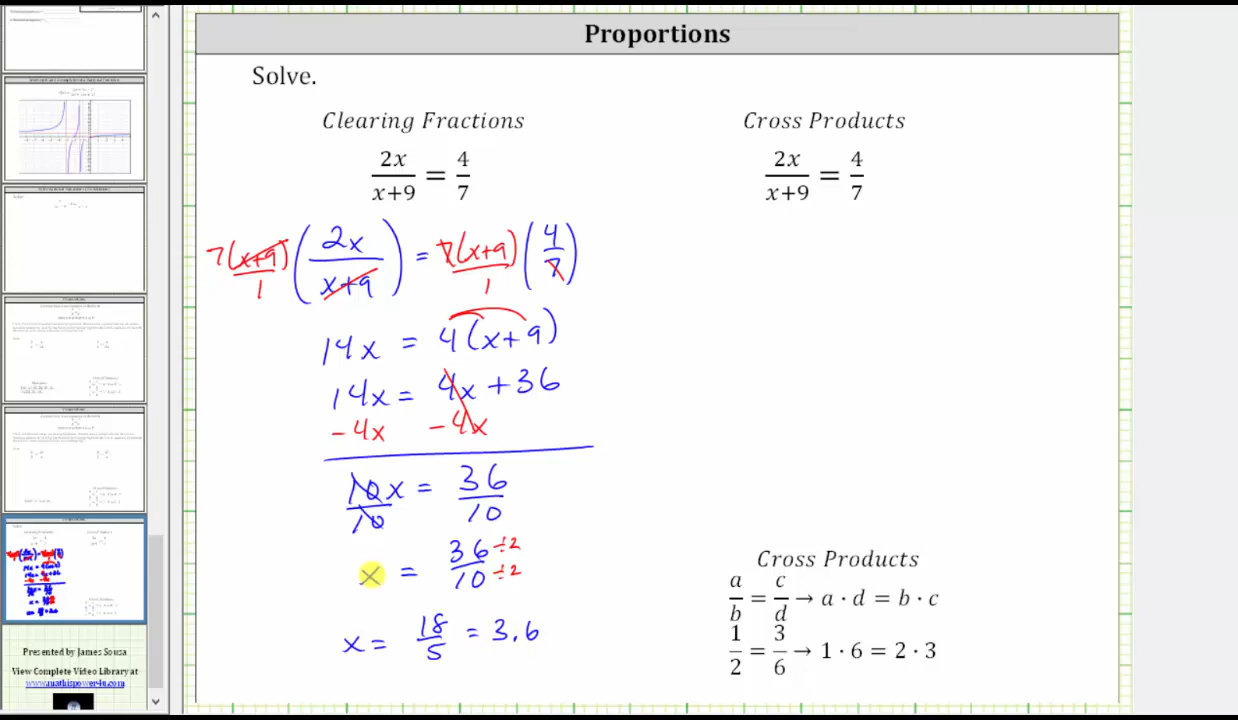 Proportions
Solve.
Clearing Fractions
2x/(x+9) = 4/7
7(x+9)/1 (2x/(x+9)) = 7(x+9)/1 (4/7)
14x = 4(x+9)
14x = 4x + 36
-4x -4x
10x/10 = 36/10
x = 36/10 ÷2 ÷2
x = 18/5 = 3.6
Cross Products
2x/(x+9) = 4/7
Cross Products
a/b = c/d → a · d = b · c
1/2 = 3/6 → 1 · 6 = 2 · 3
Presented by James Sousa
View Complete Video Library at
www.mathispower4u.com